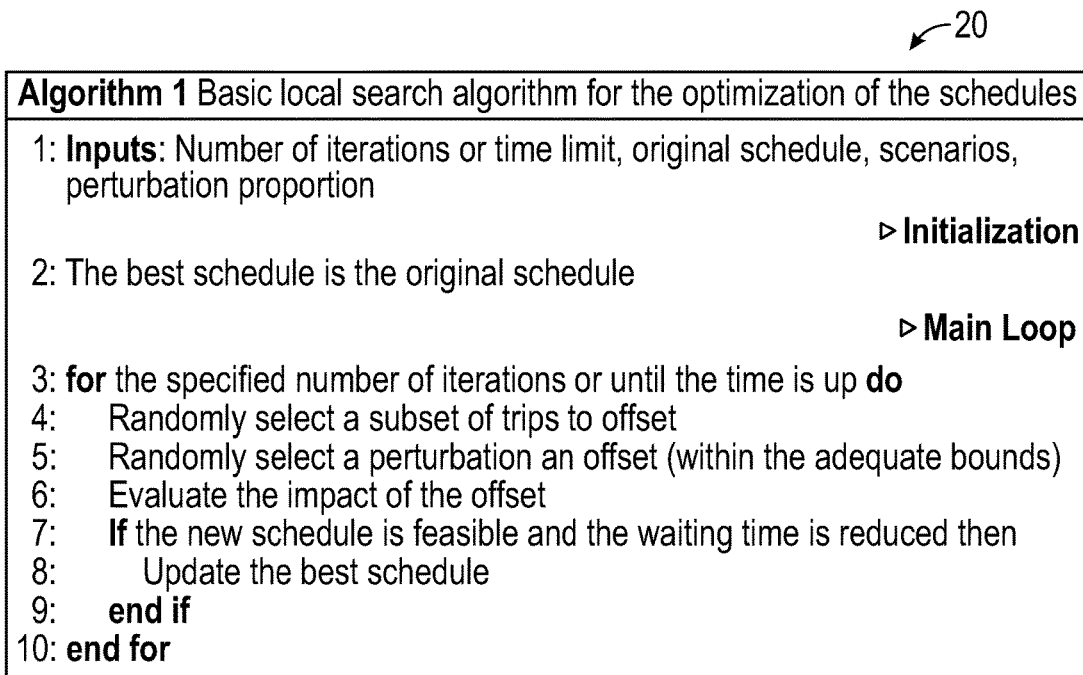 20
Algorithm 1 Basic local search algorithm for the optimization of the schedules
1: Inputs: Number of iterations or time limit, original schedule, scenarios,
perturbation proportion
▷ Initialization
2: The best schedule is the original schedule
▷ Main Loop
3: for the specified number of iterations or until the time is up do
4: Randomly select a subset of trips to offset
5: Randomly select a perturbation an offset (within the adequate bounds)
6: Evaluate the impact of the offset
7: If the new schedule is feasible and the waiting time is reduced then
8: Update the best schedule
9: end if
10: end for